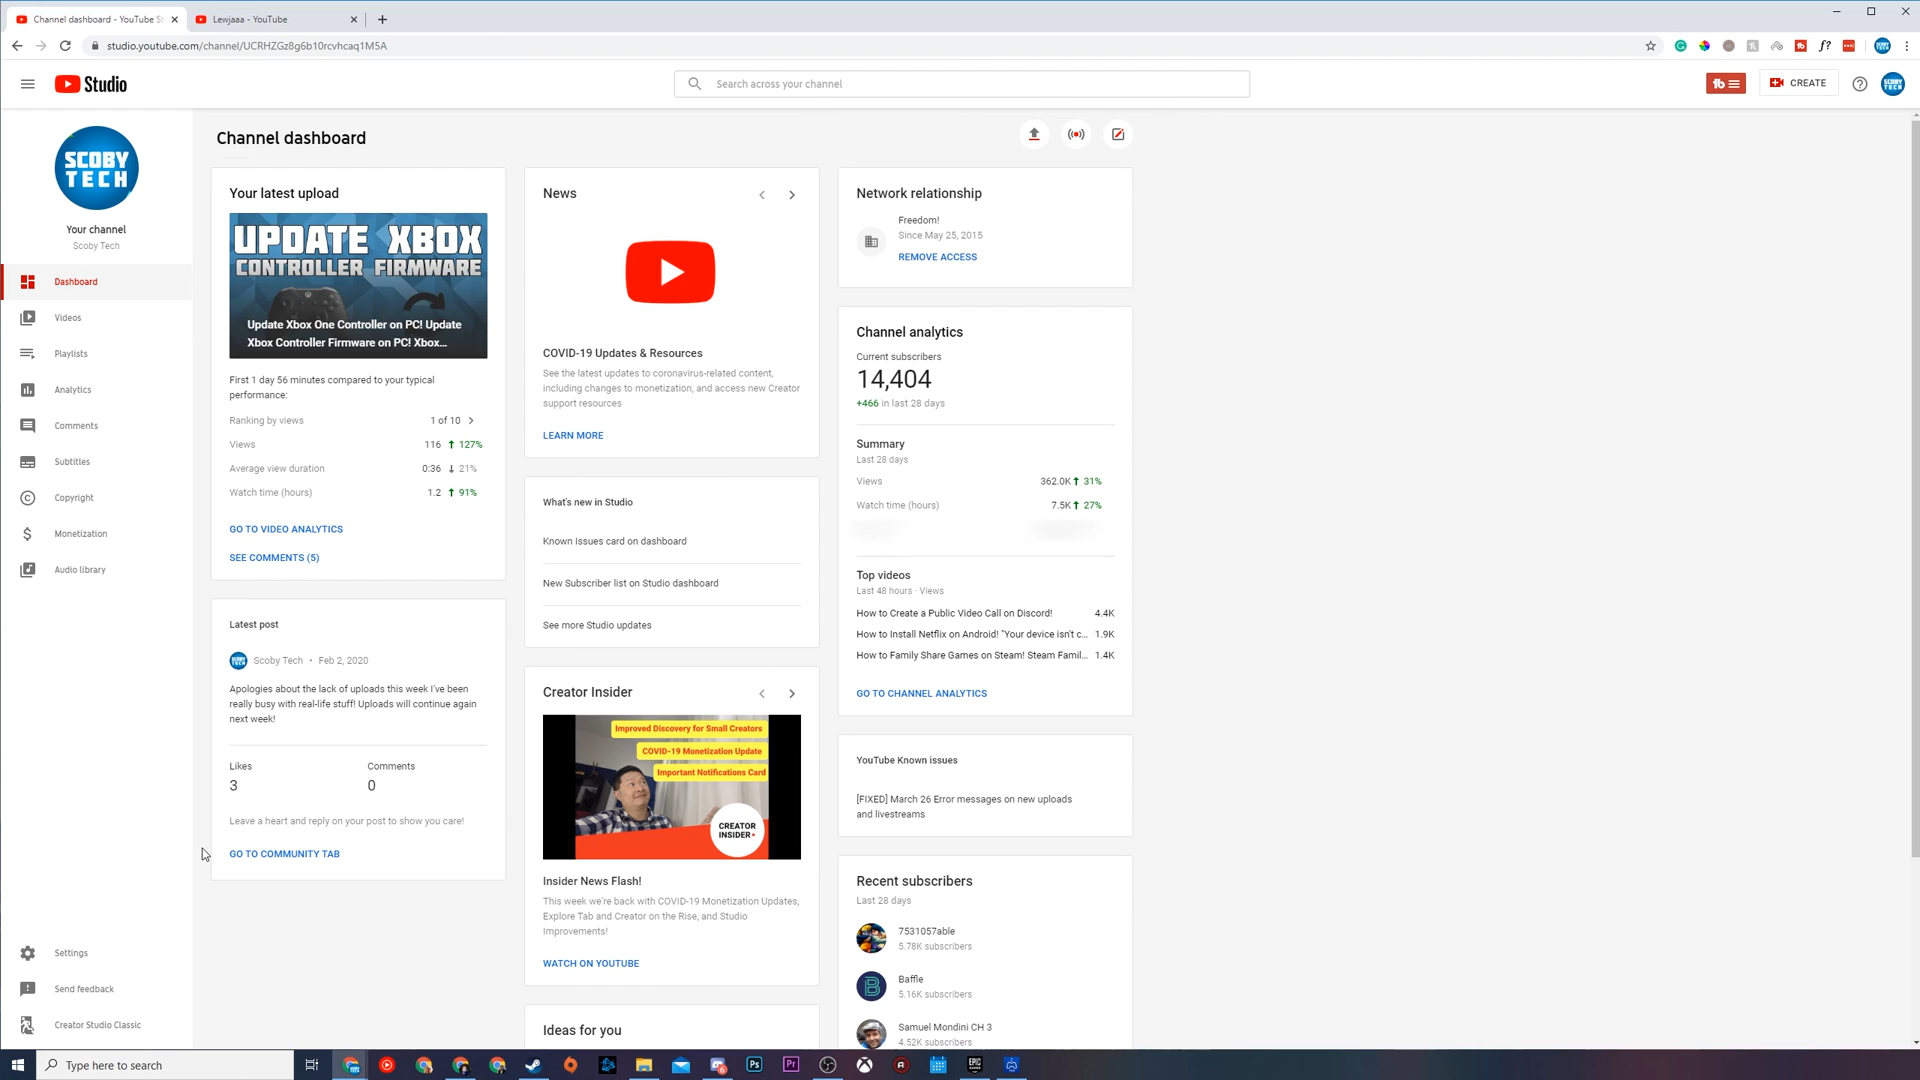 Channel dashboard - YouTube St
Lewjaaa - YouTube
studio.youtube.com/channel/UCRHZGz8g6b10rcvhcaq1M5A
Studio
Search across your channel
CREATE
SCOBY
TECH
Your channel
Scoby Tech
Dashboard
Videos
Playlists
Analytics
Comments
Subtitles
Copyright
Monetization
Audio library
Settings
Send feedback
Creator Studio Classic
Channel dashboard
Your latest upload
UPDATE XBOX
CONTROLLER FIRMWARE
Update Xbox One Controller on PC! Update
Xbox Controller Firmware on PC! Xbox...
First 1 day 56 minutes compared to your typical
performance:
Ranking by views 1 of 10
Views 116 127%
Average view duration 0:36 21%
Watch time (hours) 1.2 91%
GO TO VIDEO ANALYTICS
SEE COMMENTS (5)
Latest post
Scoby Tech • Feb 2, 2020
Apologies about the lack of uploads this week I've been
really busy with real-life stuff! Uploads will continue again
next week!
Likes Comments
3 0
Leave a heart and reply on your post to show you care!
GO TO COMMUNITY TAB
News
COVID-19 Updates & Resources
See the latest updates to coronavirus-related content,
including changes to monetization, and access new Creator
support resources
LEARN MORE
What's new in Studio
Known Issues card on dashboard
New Subscriber list on Studio dashboard
See more Studio updates
Creator Insider
Improved Discovery for Small Creators
COVID-19 Monetization Update
Important Notifications Card
CREATOR
INSIDER
Insider News Flash!
This week we're back with COVID-19 Monetization Updates,
Explore Tab and Creator on the Rise, and Studio
Improvements!
WATCH ON YOUTUBE
Ideas for you
Network relationship
Freedom!
Since May 25, 2015
REMOVE ACCESS
Channel analytics
Current subscribers
14,404
+466 in last 28 days
Summary
Last 28 days
Views 362.0K 31%
Watch time (hours) 7.5K 27%
Top videos
Last 48 hours · Views
How to Create a Public Video Call on Discord! 4.4K
How to Install Netflix on Android! "Your device isn't c... 1.9K
How to Family Share Games on Steam! Steam Famil... 1.4K
GO TO CHANNEL ANALYTICS
YouTube Known issues
[FIXED] March 26 Error messages on new uploads
and livestreams
Recent subscribers
Last 28 days
7531057able
5.78K subscribers
Baffle
5.16K subscribers
Samuel Mondini CH 3
4.52K subscribers
Type here to search